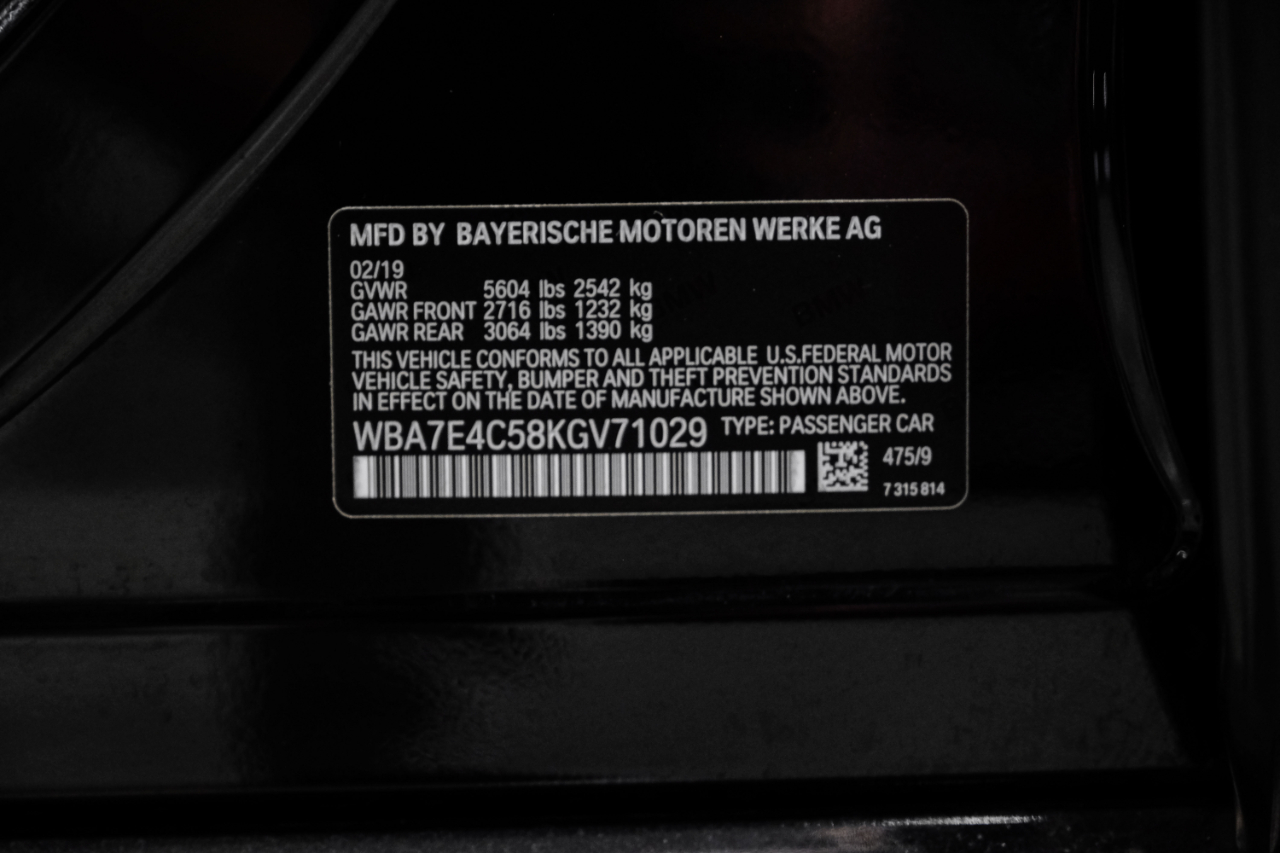 MFD BY BAYERISCHE MOTOREN WERKE AG
02/19
GVWR 5604 lbs 2542 kg
GAWR FRONT 2716 lbs 1232 kg
GAWR REAR 3064 lbs 1390 kg
THIS VEHICLE CONFORMS TO ALL APPLICABLE U.S.FEDERAL MOTOR
VEHICLE SAFETY, BUMPER AND THEFT PREVENTION STANDARDS
IN EFFECT ON THE DATE OF MANUFACTURE SHOWN ABOVE.
WBA7E4C58KGV71029 TYPE: PASSENGER CAR
475/9
7 315 814